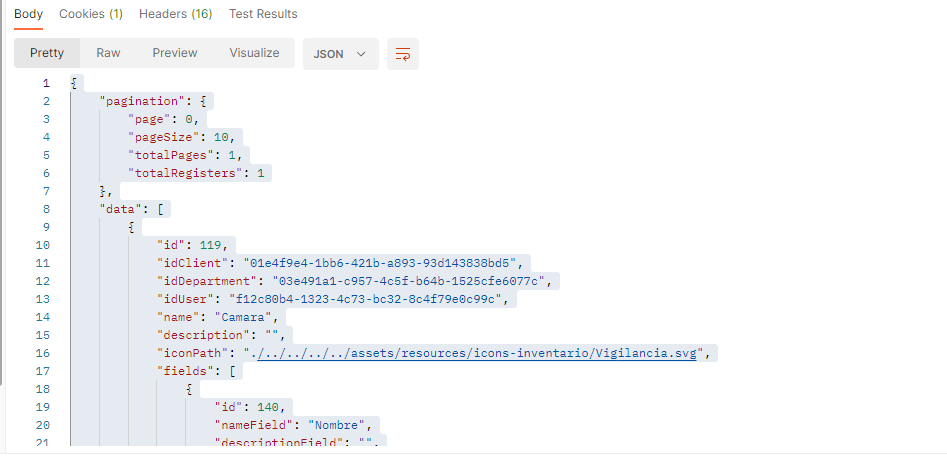 Body Cookies (1) Headers (16) Test Results
Pretty Raw Preview Visualize JSON
1 {
2 "pagination": {
3 "page": 0,
4 "pageSize": 10,
5 "totalPages": 1,
6 "totalRegisters": 1
7 },
8 "data": [
9 {
10 "id": 119,
11 "idClient": "01e4f9e4-1bb6-421b-a893-93d143838bd5",
12 "idDepartment": "03e491a1-c957-4c5f-b64b-1525cfe6077c",
13 "idUser": "f12c80b4-1323-4c73-bc32-8c4f79e0c99c",
14 "name": "Camara",
15 "description": "",
16 "iconPath": "./../../../../assets/resources/icons-inventario/Vigilancia.svg",
17 "fields": [
18 {
19 "id": 140,
20 "nameField": "Nombre",
21 "descriptionField": "",